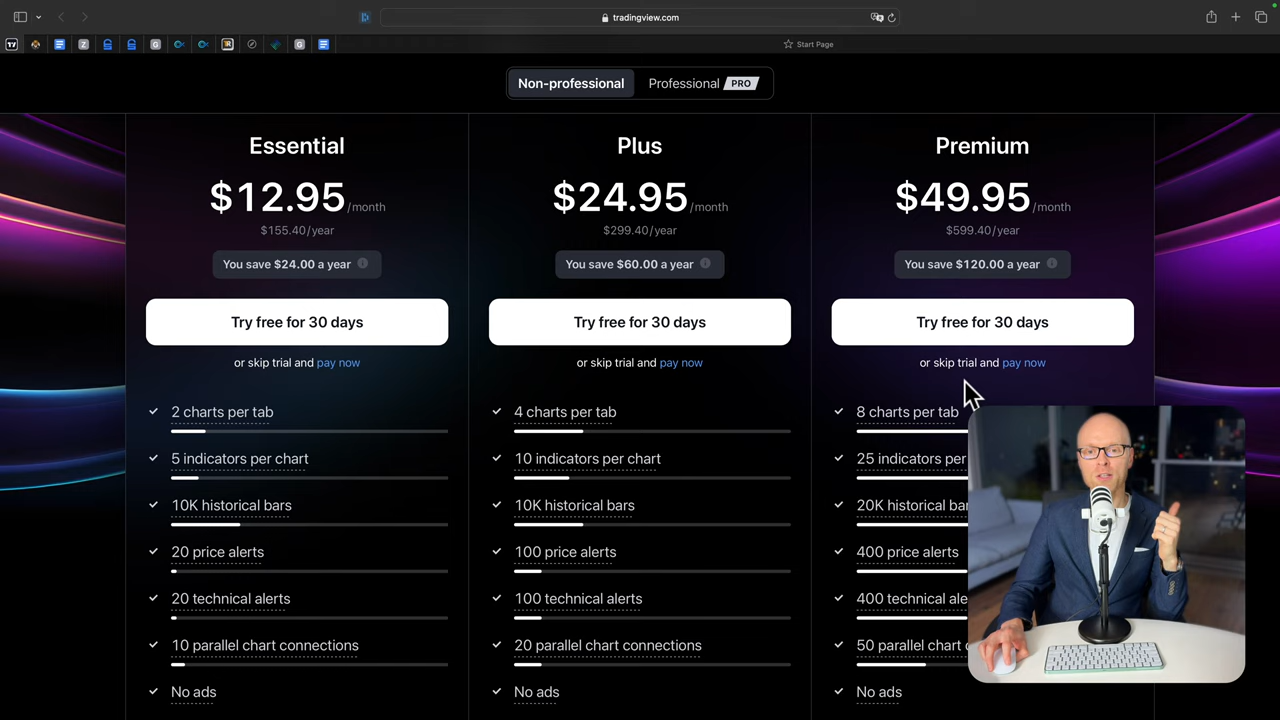 tradingview.com
Start Page
Non-professional
Professional PRO
Essential
$12.95 /month
$155.40/year
You save $24.00 a year
Try free for 30 days
or skip trial and pay now
2 charts per tab
5 indicators per chart
10K historical bars
20 price alerts
20 technical alerts
10 parallel chart connections
No ads
Plus
$24.95 /month
$299.40/year
You save $60.00 a year
Try free for 30 days
or skip trial and pay now
4 charts per tab
10 indicators per chart
10K historical bars
100 price alerts
100 technical alerts
20 parallel chart connections
No ads
Premium
$49.95 /month
$599.40/year
You save $120.00 a year
Try free for 30 days
or skip trial and pay now
8 charts per tab
25 indicators per
20K historical
400 price alerts
400 technical
50 parallel
No ads